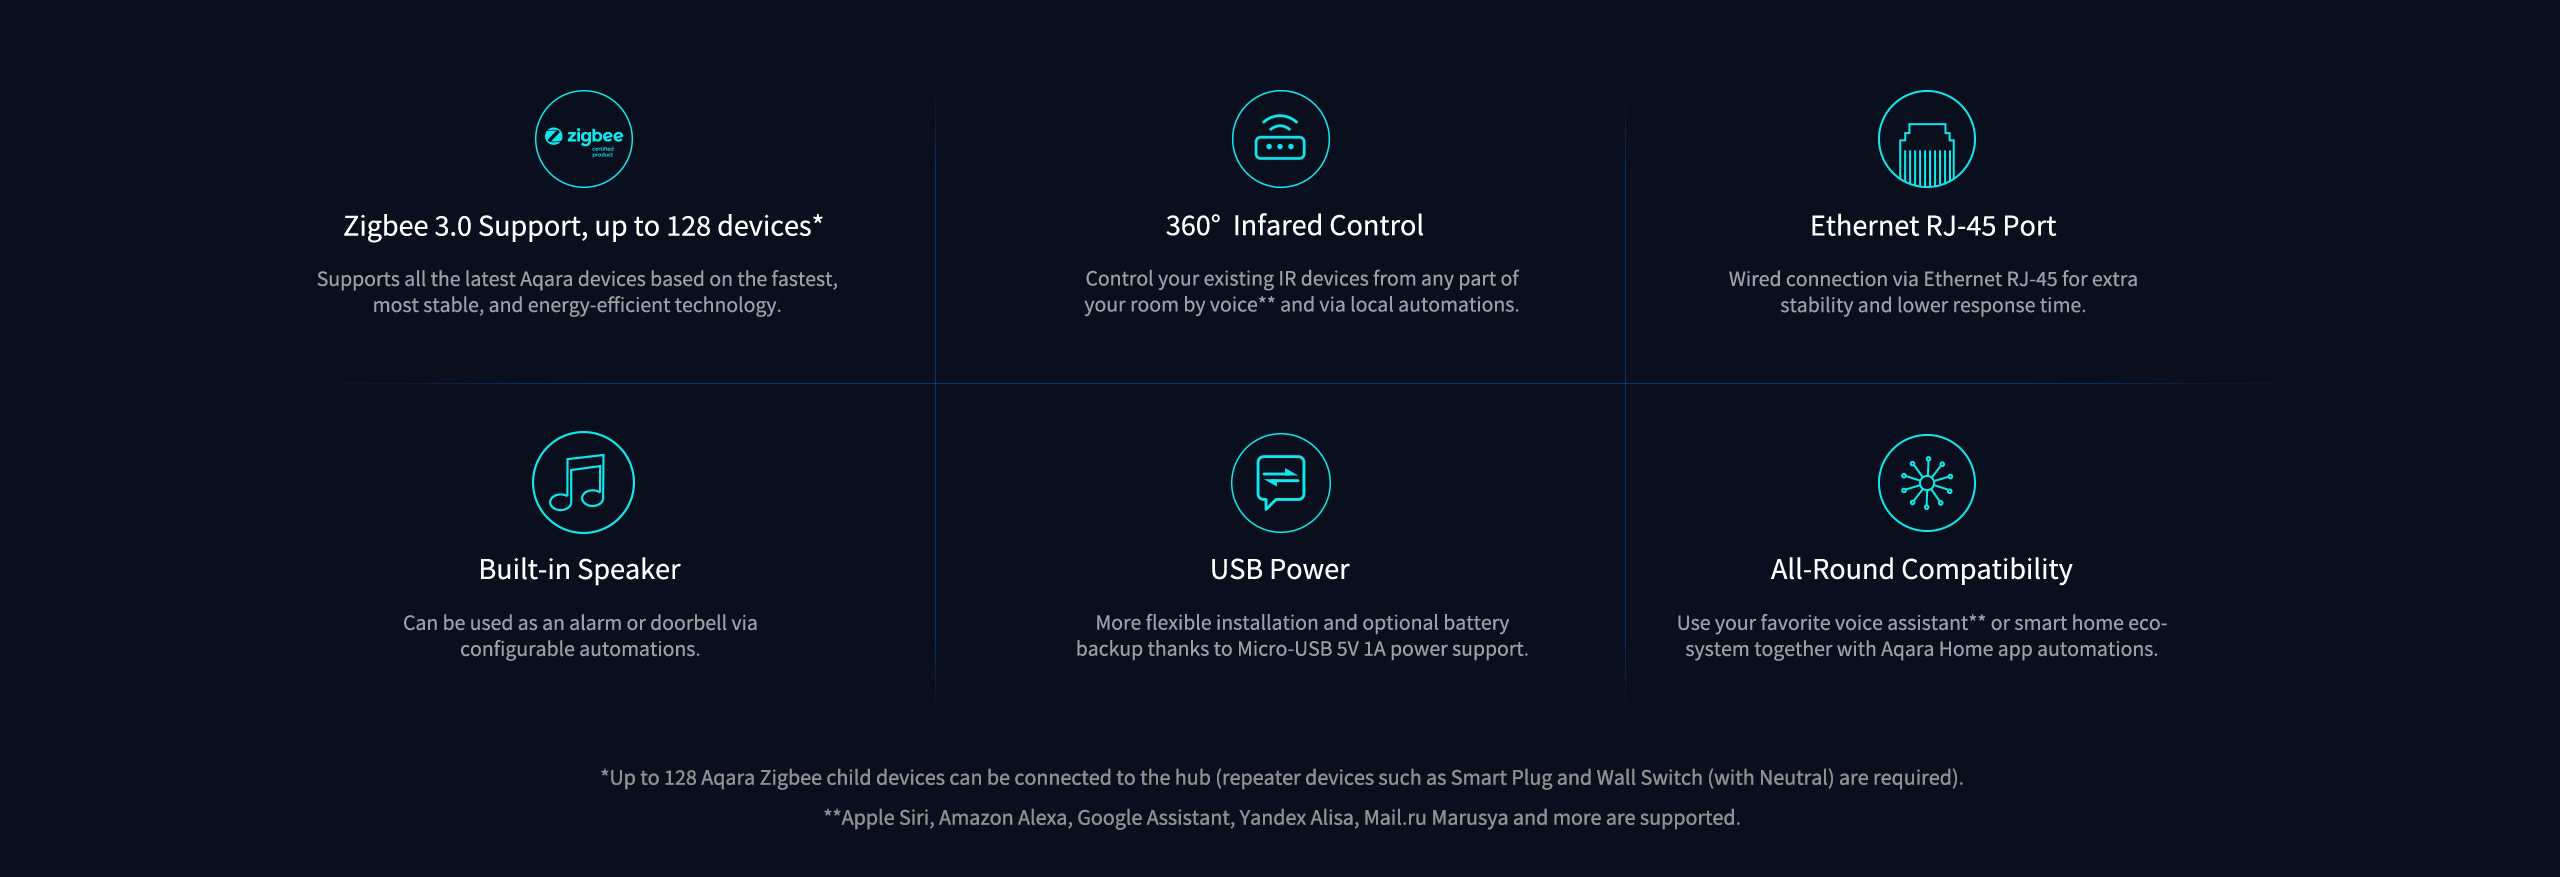 zigbee
certified
product
Zigbee 3.0 Support, up to 128 devices*
Supports all the latest Aqara devices based on the fastest,
most stable, and energy-efficient technology.
360° Infared Control
Control your existing IR devices from any part of
your room by voice** and via local automations.
Ethernet RJ-45 Port
Wired connection via Ethernet RJ-45 for extra
stability and lower response time.
Built-in Speaker
Can be used as an alarm or doorbell via
configurable automations.
USB Power
More flexible installation and optional battery
backup thanks to Micro-USB 5V 1A power support.
All-Round Compatibility
Use your favorite voice assistant** or smart home eco-
system together with Aqara Home app automations.
*Up to 128 Aqara Zigbee child devices can be connected to the hub (repeater devices such as Smart Plug and Wall Switch (with Neutral) are required).
**Apple Siri, Amazon Alexa, Google Assistant, Yandex Alisa, Mail.ru Marusya and more are supported.